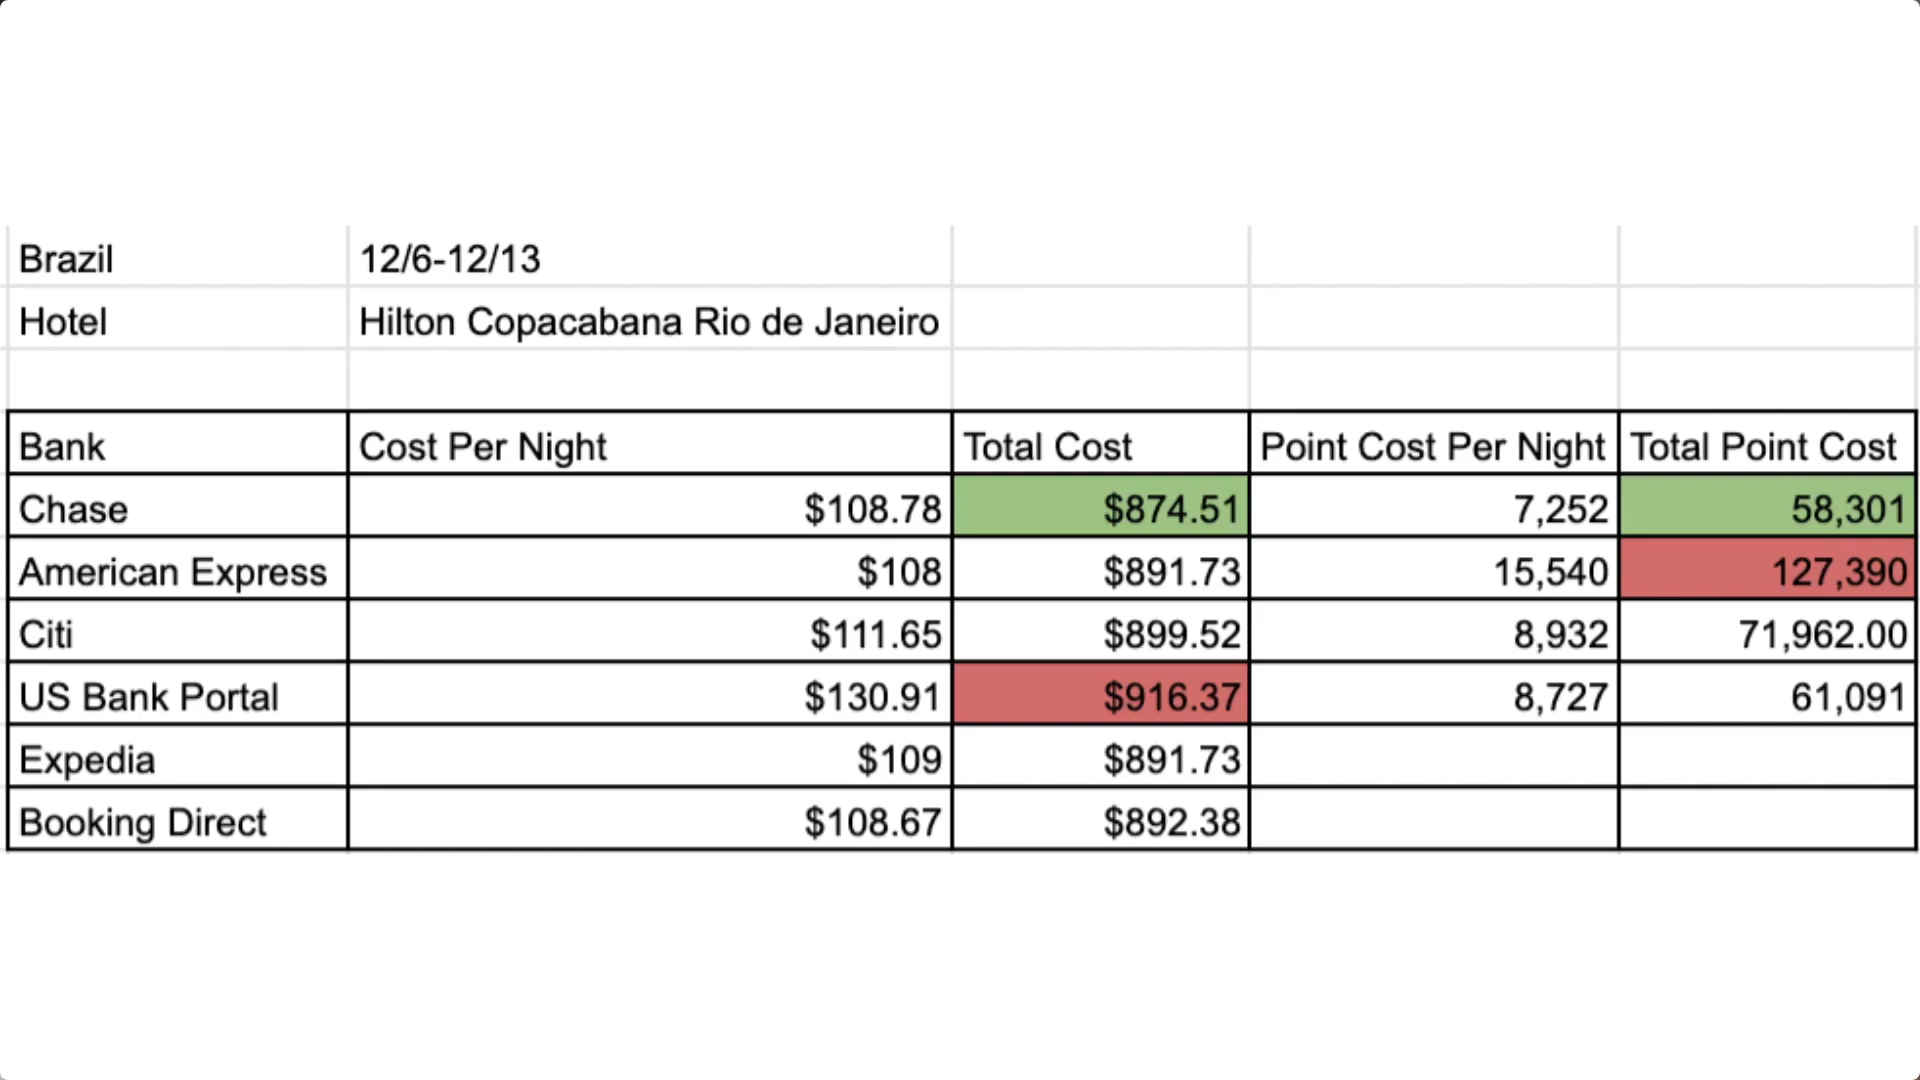 Brazil 12/6-12/13
Hotel Hilton Copacabana Rio de Janeiro
Bank Cost Per Night Total Cost Point Cost Per Night Total Point Cost
Chase $108.78 $874.51 7,252 58,301
American Express $108 $891.73 15,540 127,390
Citi $111.65 $899.52 8,932 71,962.00
US Bank Portal $130.91 $916.37 8,727 61,091
Expedia $109 $891.73
Booking Direct $108.67 $892.38